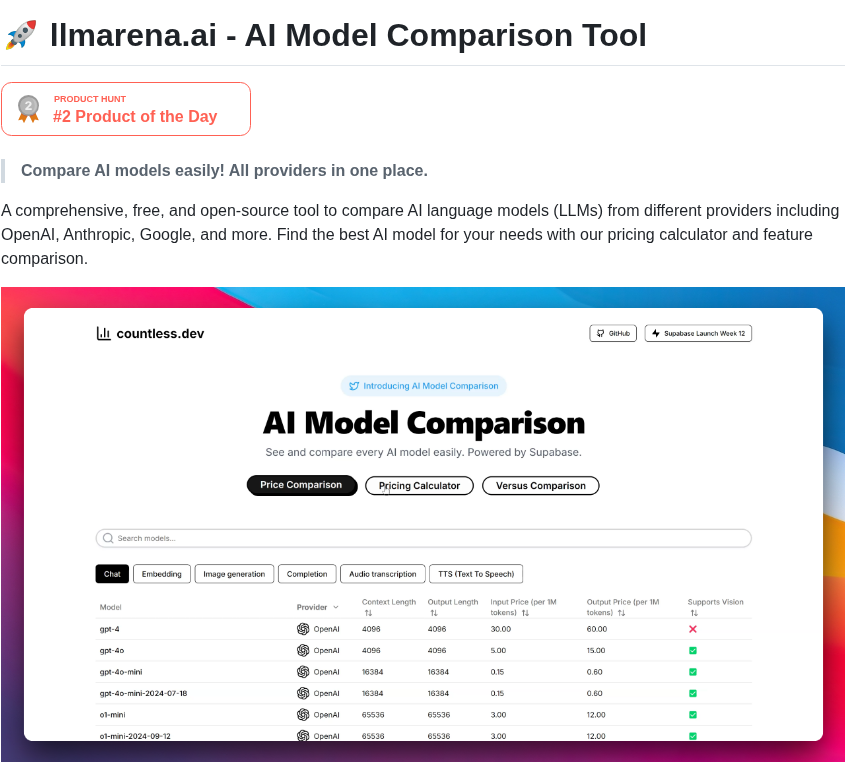 🚀 llmarena.ai - AI Model Comparison Tool
2
PRODUCT HUNT
#2 Product of the Day
Compare AI models easily! All providers in one place.
A comprehensive, free, and open-source tool to compare AI language models (LLMs) from different providers including
OpenAI, Anthropic, Google, and more. Find the best AI model for your needs with our pricing calculator and feature
comparison.
countless.dev
GitHub
Supabase Launch Week 12
Introducing AI Model Comparison
AI Model Comparison
See and compare every AI model easily. Powered by Supabase.
Price Comparison Pricing Calculator Versus Comparison
Search models...
Chat Embedding Image generation Completion Audio transcription TTS (Text To Speech)
Model Provider Context Length Output Length Input Price (per 1M tokens) Output Price (per 1M tokens) Supports Vision
gpt-4 OpenAI 4096 4096 30.00 60.00 ❌
gpt-4o OpenAI 4096 4096 5.00 15.00 ✅
gpt-4o-mini OpenAI 16384 16384 0.15 0.60 ✅
gpt-4o-mini-2024-07-18 OpenAI 16384 16384 0.15 0.60 ✅
o1-mini OpenAI 65536 65536 3.00 12.00 ✅
o1-mini-2024-09-12 OpenAI 65536 65536 3.00 12.00 ✅